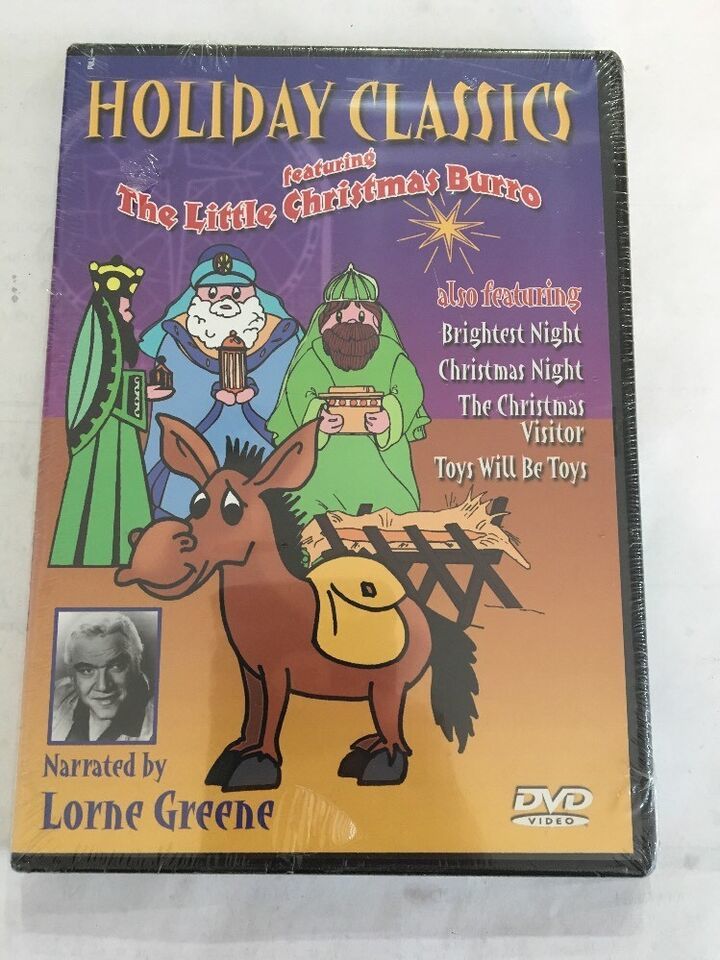 HOLIDAY CLASSICS
featuring
The Little Christmas Burro
also featuring
Brightest Night
Christmas Night
The Christmas
Visitor
Toys Will Be Toys
Narrated by
Lorne Greene
DVD
VIDEO